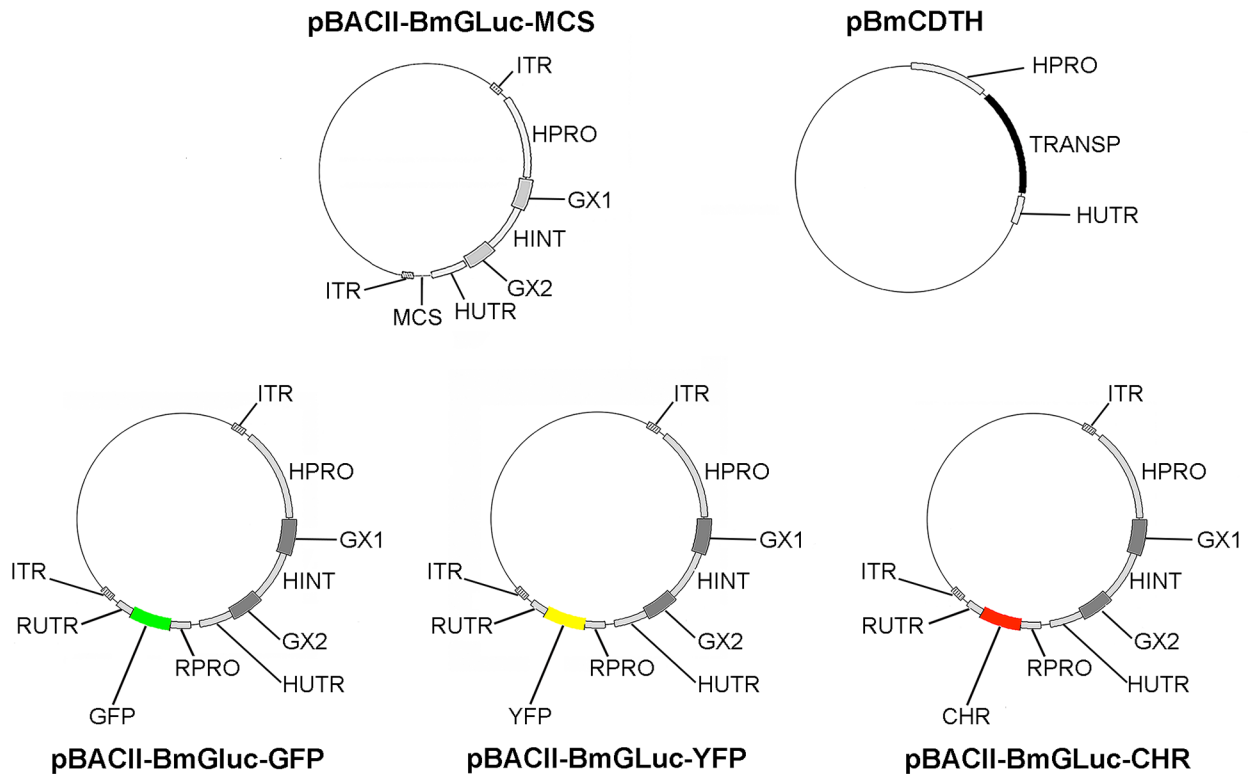 pBACII-BmGLuc-MCS
ITR
HPRO
GX1
HINT
GX2
HUTR
MCS
ITR
pBmCDTH
HPRO
TRANSP
HUTR
ITR
HPRO
GX1
HINT
GX2
HUTR
RPRO
GFP
RUTR
ITR
pBACII-BmGluc-GFP
ITR
HPRO
GX1
HINT
GX2
HUTR
RPRO
YFP
RUTR
ITR
pBACII-BmGLuc-YFP
ITR
HPRO
GX1
HINT
GX2
HUTR
RPRO
CHR
RUTR
ITR
pBACII-BmGLuc-CHR